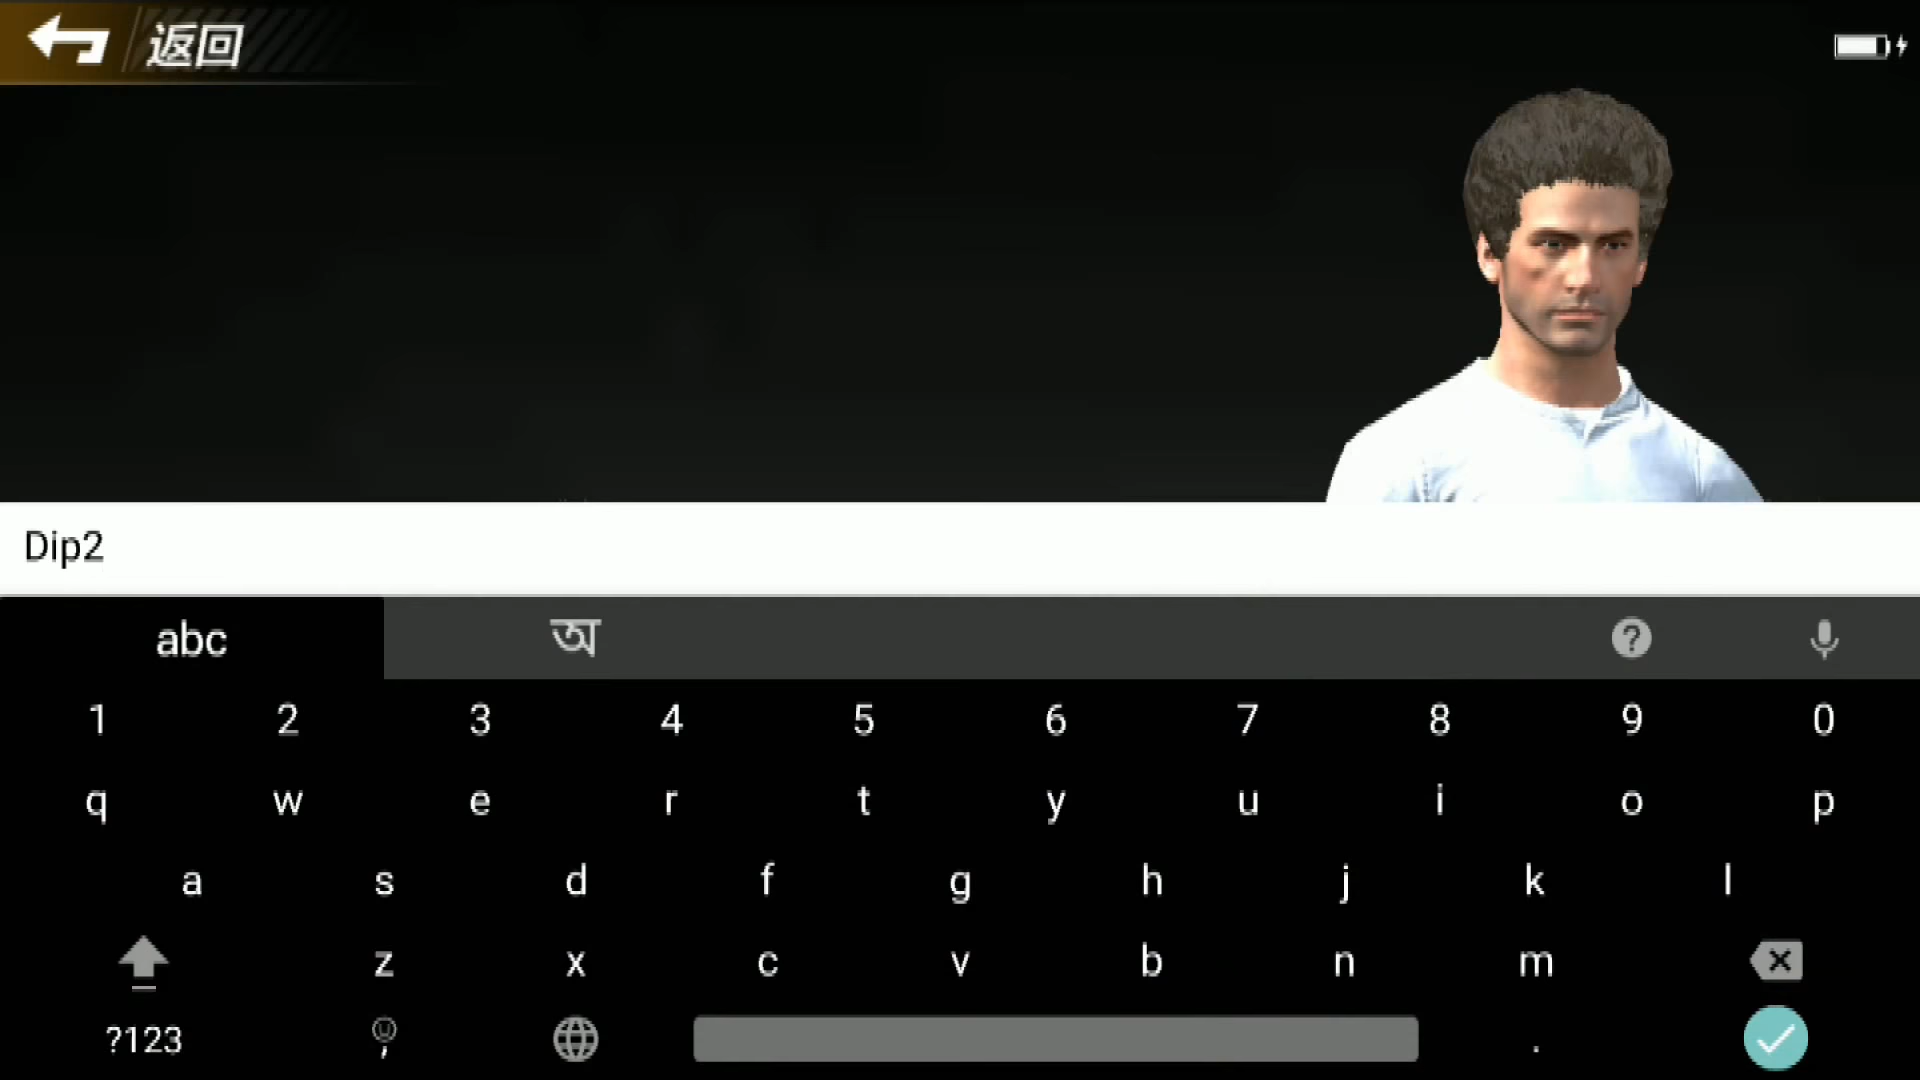 返回
Dip2
abc অ ?
1 2 3 4 5 6 7 8 9 0
q w e r t y u i o p
a s d f g h j k l
z x c v b n m
?123 , .